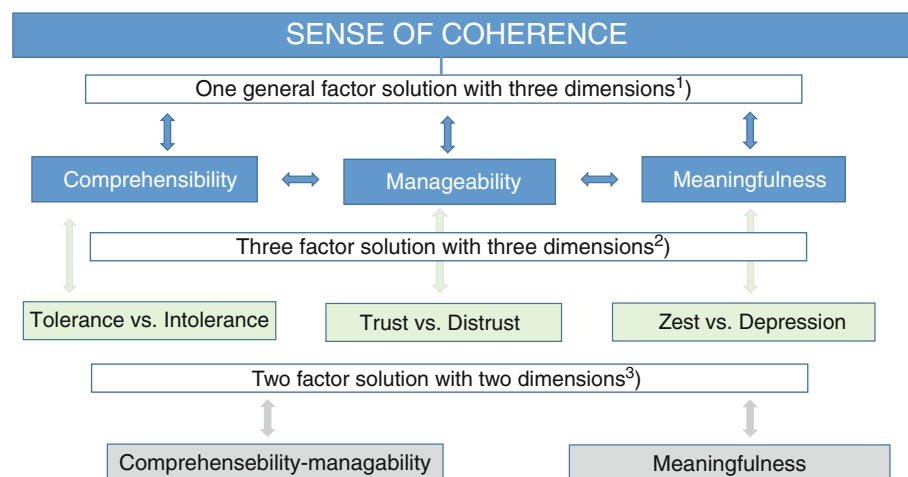 SENSE OF COHERENCE
One general factor solution with three dimensions¹)
Comprehensibility
Manageability
Meaningfulness
Three factor solution with three dimensions²)
Tolerance vs. Intolerance
Trust vs. Distrust
Zest vs. Depression
Two factor solution with two dimensions³)
Comprehensebility-managability
Meaningfulness